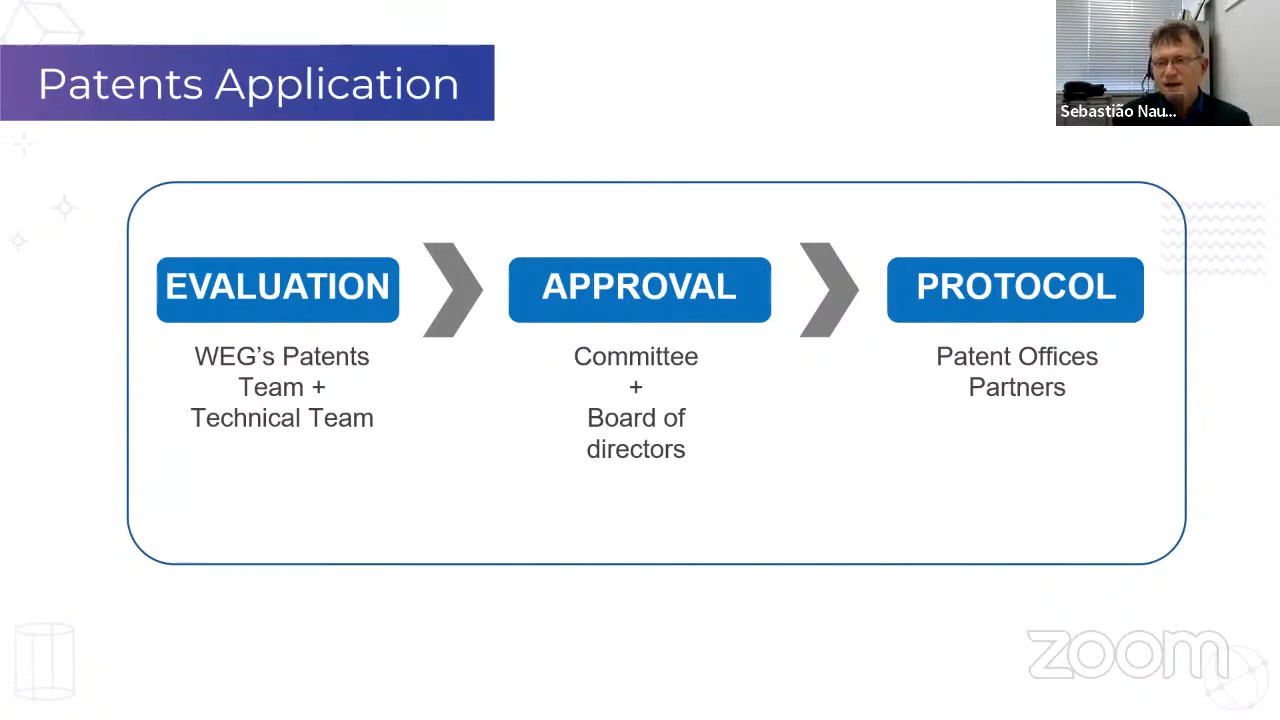 Patents Application
Sebastião Nau...
EVALUATION
WEG's Patents
Team +
Technical Team
APPROVAL
Committee
+
Board of
directors
PROTOCOL
Patent Offices
Partners
zoom